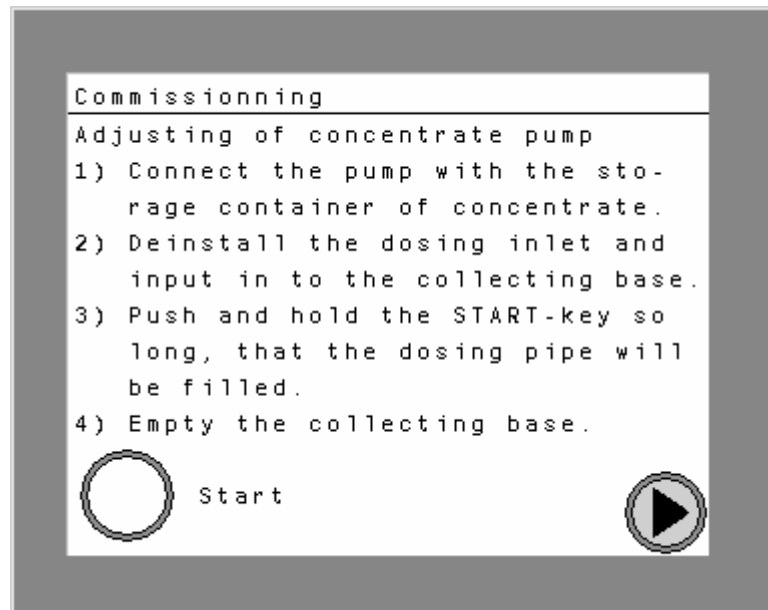 Commissionning
Adjusting of concentrate pump
1) Connect the pump with the sto-
rage container of concentrate.
2) Deinstall the dosing inlet and
input in to the collecting base.
3) Push and hold the START-key so
long, that the dosing pipe will
be filled.
4) Empty the collecting base.
Start